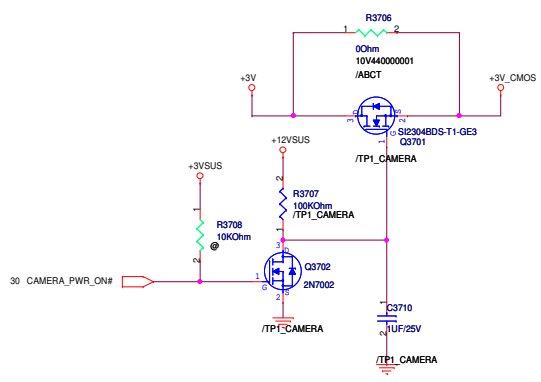 R3706
1
2
0Ohm
10V440000001
/ABCT
+3V
+3V_CMOS
3
D
S
2
G
1
SI2304BDS-T1-GE3
Q3701
/TP1_CAMERA
+12VSUS
+3VSUS
2
R3707
100KOhm
/TP1_CAMERA
1
1
R3708
10KOhm
@
2
3
D
Q3702
2N7002
1
G
S
2
/TP1_CAMERA
30 CAMERA_PWR_ON#
1
C3710
1UF/25V
2
/TP1_CAMERA